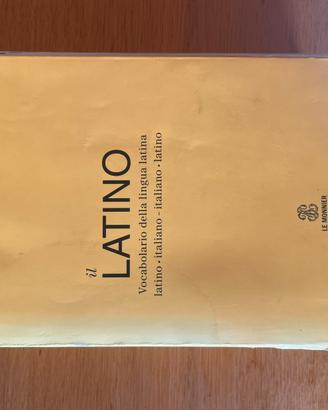 il
LATINO
Vocabolario della lingua latina
latino • italiano - italiano • latino
LE MONNIER